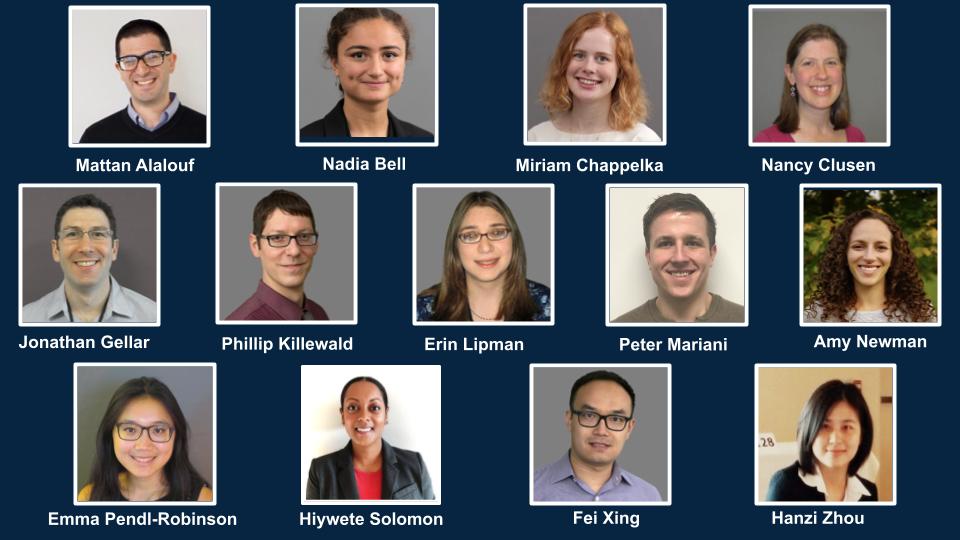 Mattan Alalouf
Nadia Bell
Miriam Chappelka
Nancy Clusen
Jonathan Gellar
Phillip Killewald
Erin Lipman
Peter Mariani
Amy Newman
28
Emma Pendl-Robinson
Hiywete Solomon
Fei Xing
Hanzi Zhou